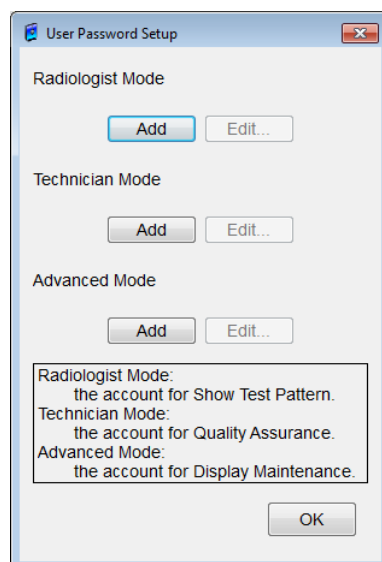 User Password Setup
Radiologist Mode
Add Edit...
Technician Mode
Add Edit...
Advanced Mode
Add Edit...
Radiologist Mode:
the account for Show Test Pattern.
Technician Mode:
the account for Quality Assurance.
Advanced Mode:
the account for Display Maintenance.
OK